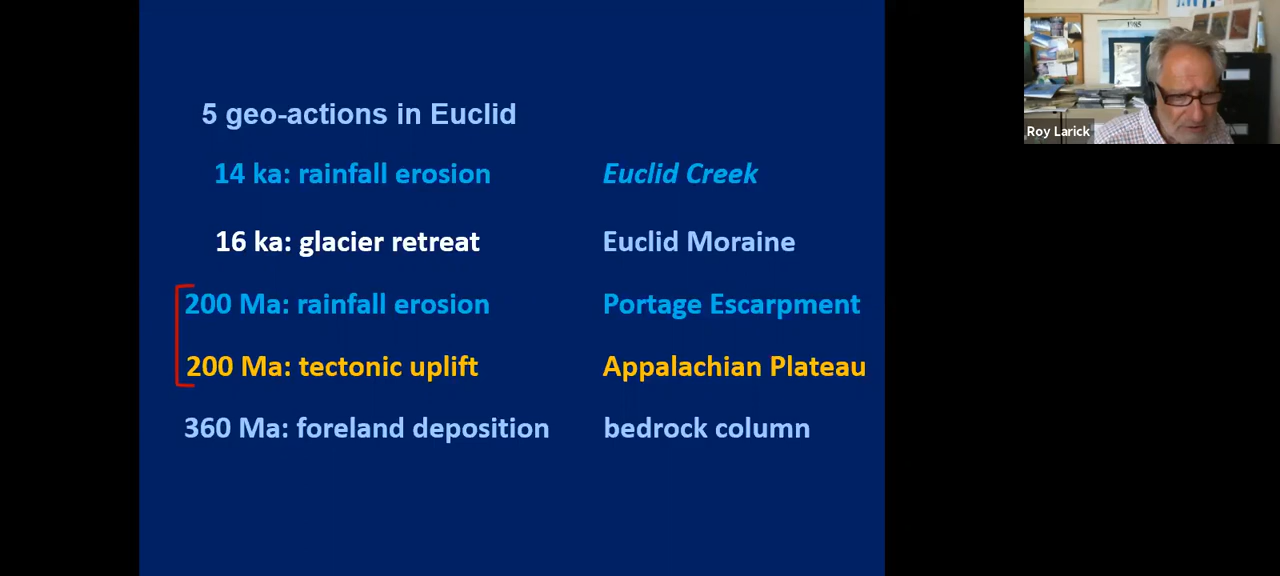 5 geo-actions in Euclid
14 ka: rainfall erosion Euclid Creek
16 ka: glacier retreat Euclid Moraine
200 Ma: rainfall erosion Portage Escarpment
200 Ma: tectonic uplift Appalachian Plateau
360 Ma: foreland deposition bedrock column
1985
Roy Larick